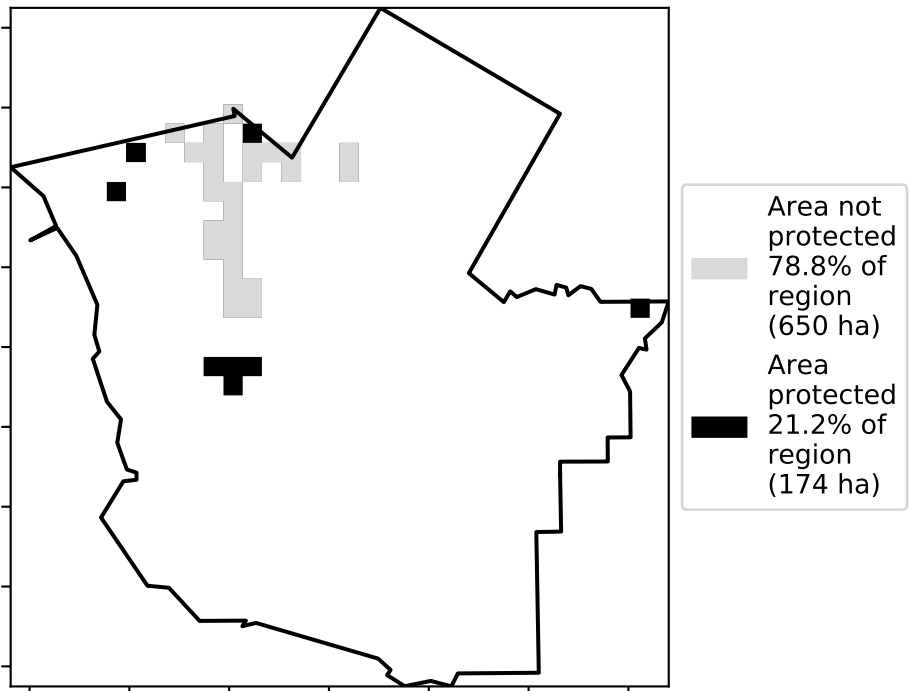 Area not
protected
78.8% of
region
(650 ha)
Area
protected
21.2% of
region
(174 ha)